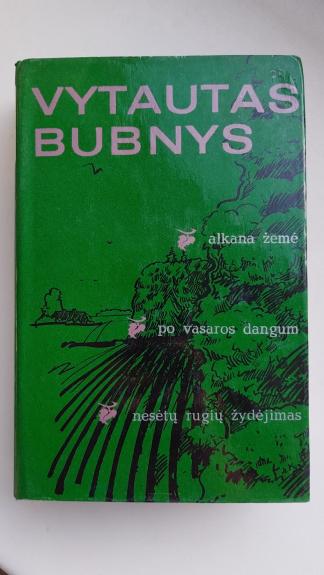 VYTAUTAS
BUBNYS
alkana žemė
po vasaros dangum
nesėtų rugių žydėjimas